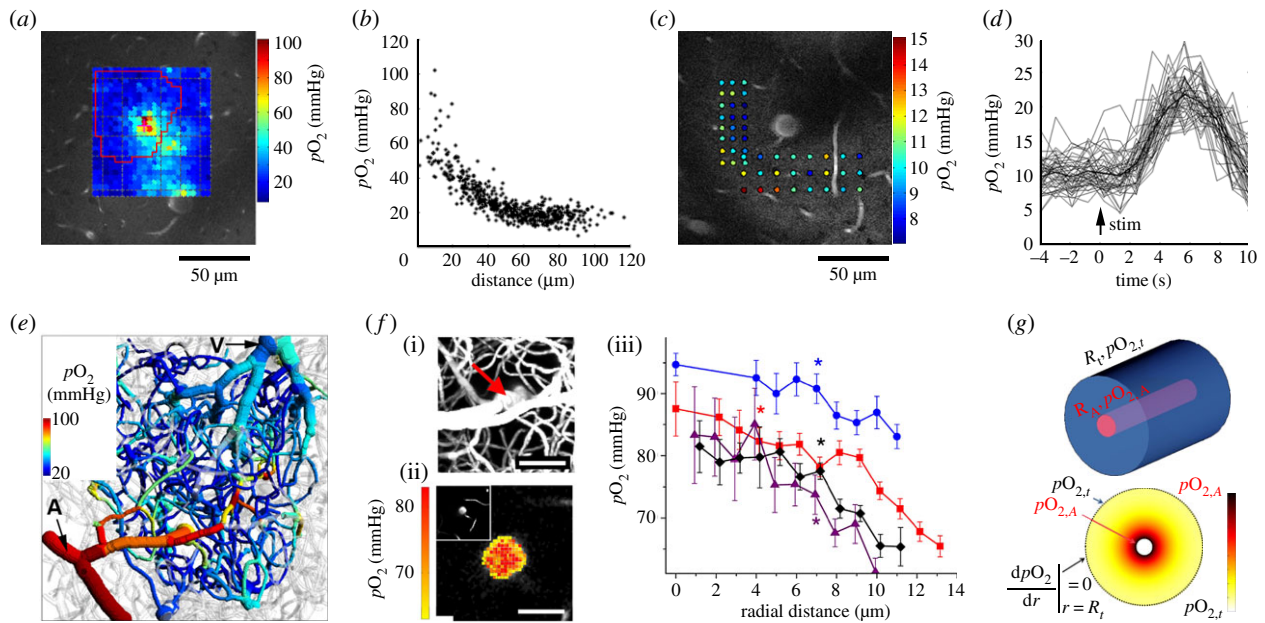 (a)
100
80
60
40
20
pO2 (mmHg)
50 µm
(b)
pO2 (mmHg)
120
100
80
60
40
20
0
20 40 60 80 100 120
distance (µm)
(c)
15
14
13
12
11
10
9
8
pO2 (mmHg)
50 µm
(d)
pO2 (mmHg)
30
25
20
15
10
5
0
stim
–4 –2 0 2 4 6 8 10
time (s)
(e)
pO2
(mmHg)
100
20
V
A
(f)
(i)
(ii)
pO2 (mmHg)
80
70
(iii)
pO2 (mmHg)
90
80
70
*
*
*
*
0 2 4 6 8 10 12 14
radial distance (µm)
(g)
Rt, pO2,t
RA, pO2,A
pO2,t
pO2,A
pO2,A
dpO2
dr
= 0
r = Rt
pO2,t